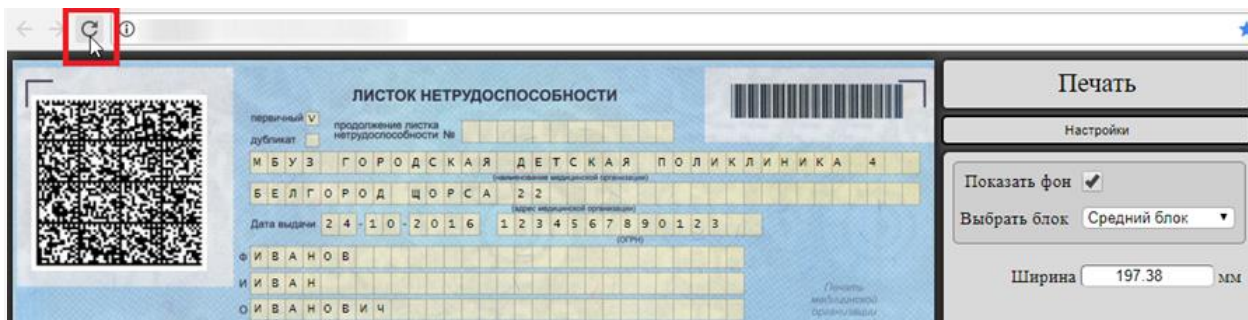 ЛИСТОК НЕТРУДОСПОСОБНОСТИ
первичный V
продолжение листка
нетрудоспособности №
дубликат
МБУЗ ГОРОДСКАЯ ДЕТСКАЯ ПОЛИКЛИНИКА 4
(наименование медицинской организации)
БЕЛГОРОД ЩОРСА 22
(адрес медицинской организации)
Дата выдачи 24-10-2016 1234567890123
(ОГРН)
Ф ИВАНОВ
И ИВАН
О ИВАНОВИЧ
Печать
медицинской
организации
Печать
Настройки
Показать фон
Выбрать блок Средний блок
Ширина 197.38 мм